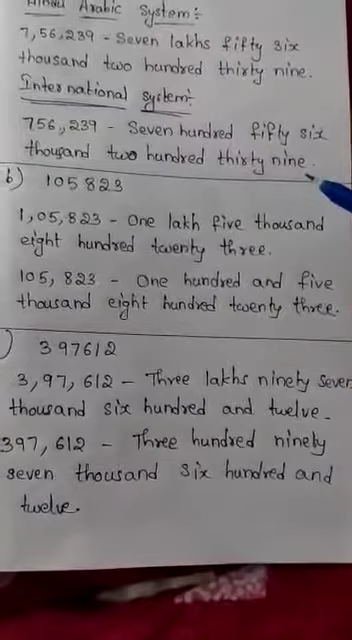 Hindu Arabic System:-
7,56,239 - Seven lakhs fifty six
thousand two hundred thirty nine.
International system:-
756,239 - Seven hundred fifty six
thousand two hundred thirty nine.
b) 105823
1,05,823 - One lakh five thousand
eight hundred twenty three.
105, 823 - One hundred and five
thousand eight hundred twenty three.
) 397612
3,97,612 - Three lakhs ninety seven
thousand six hundred and twelve.
397,612 - Three hundred ninety
seven thousand six hundred and
twelve.